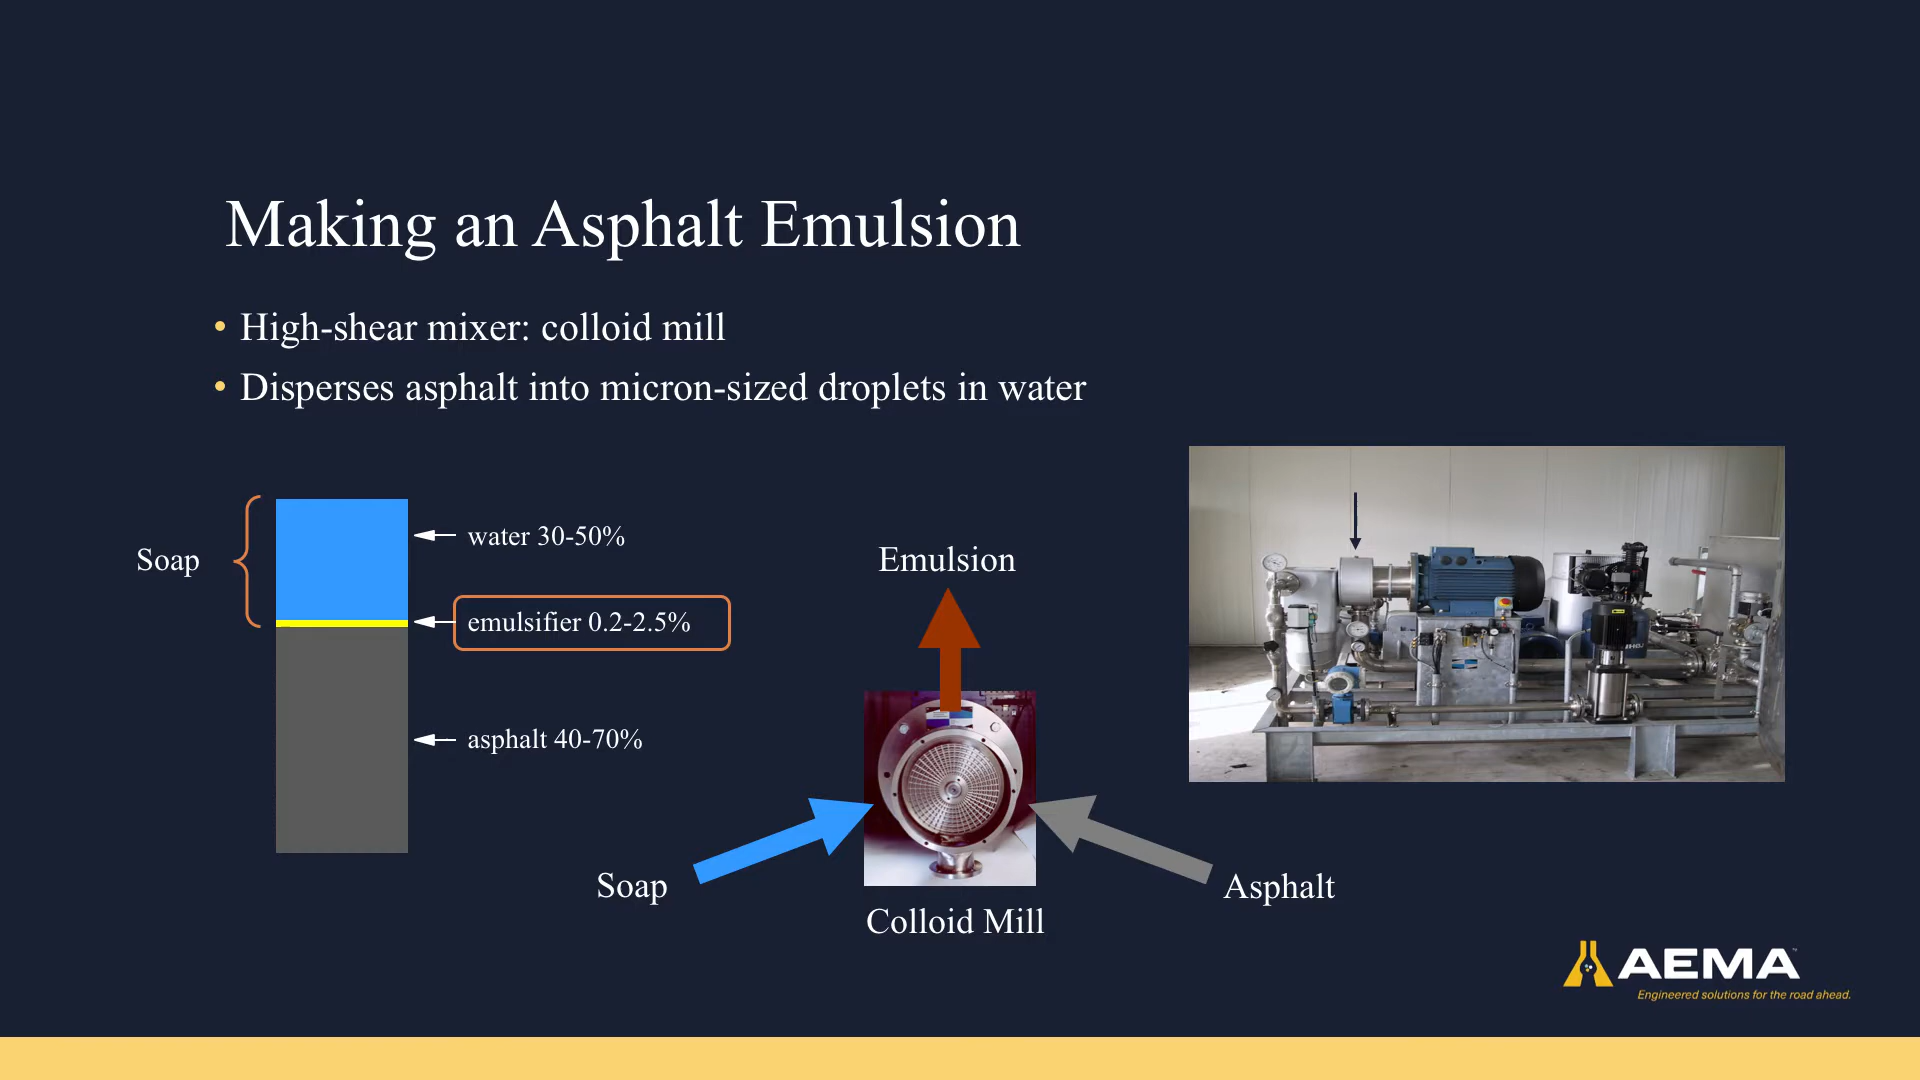 Making an Asphalt Emulsion
• High-shear mixer: colloid mill
• Disperses asphalt into micron-sized droplets in water
Soap
water 30-50%
emulsifier 0.2-2.5%
asphalt 40-70%
Emulsion
Soap
Asphalt
Colloid Mill
AEMA™
Engineered solutions for the road ahead.